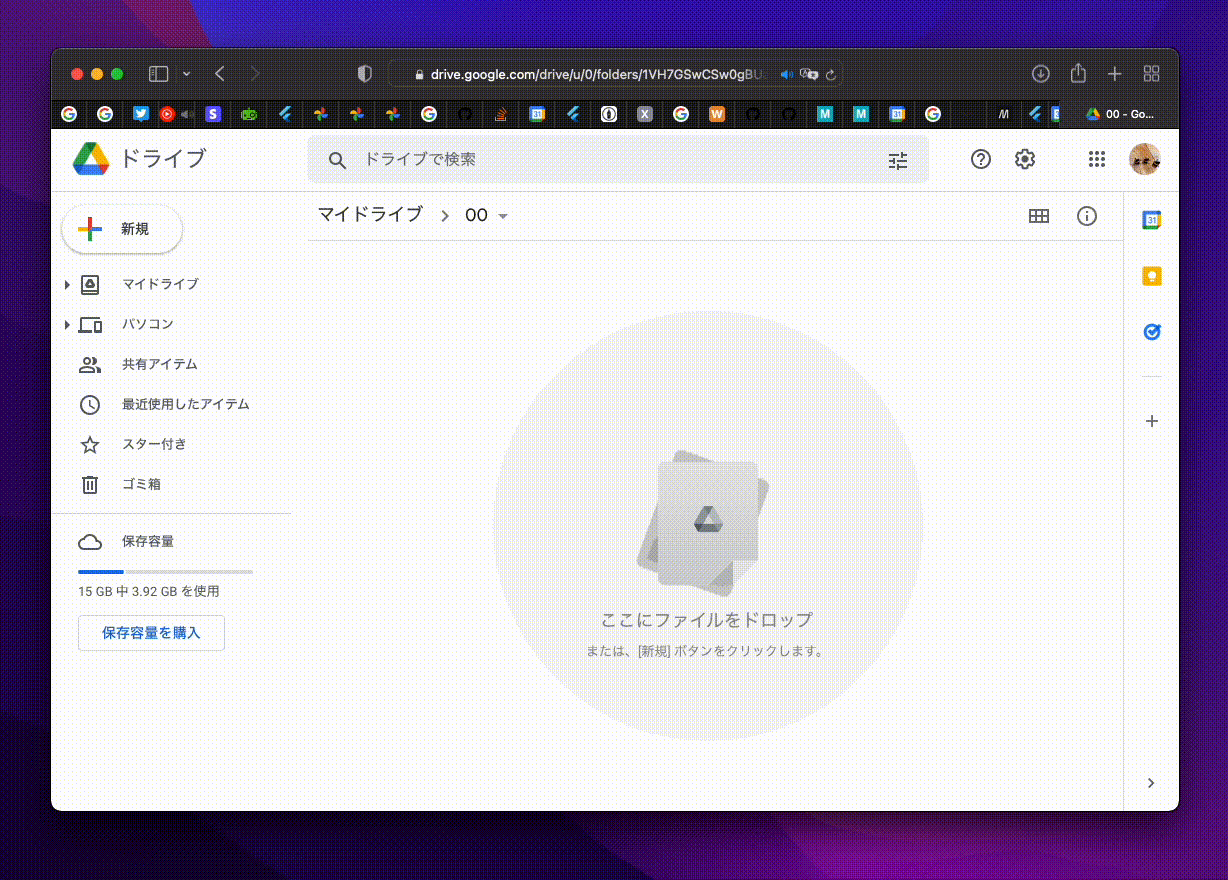 drive.google.com/drive/u/0/folders/1VH7GSwCSw0gBU
00 - Go...
ドライブ
ドライブで検索
新規
マイドライブ > 00
マイドライブ
パソコン
共有アイテム
最近使用したアイテム
スター付き
ゴミ箱
保存容量
15 GB 中 3.92 GB を使用
保存容量を購入
ここにファイルをドロップ
または、[新規] ボタンをクリックします。